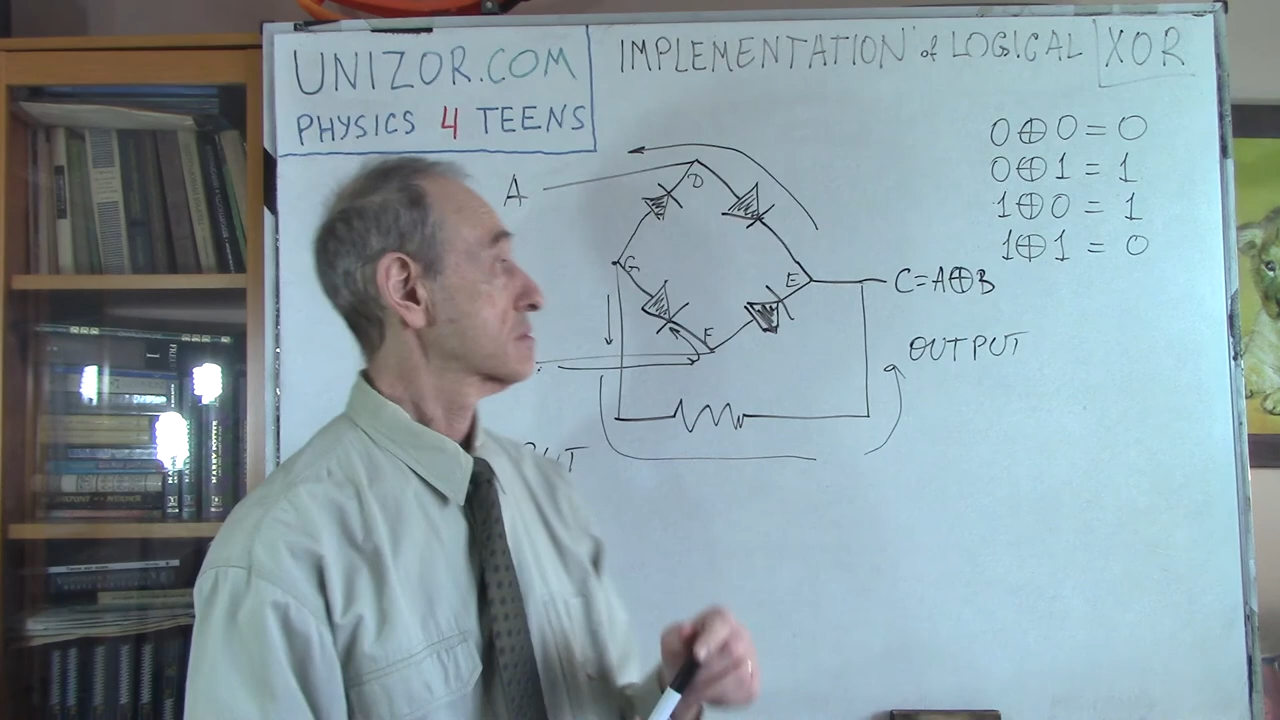 UNIZOR.COM
PHYSICS 4 TEENS
IMPLEMENTATION of LOGICAL XOR
0⊕0=0
0⊕1=1
1⊕0=1
1⊕1=0
A
D
G
E
F
C=A⊕B
OUTPUT